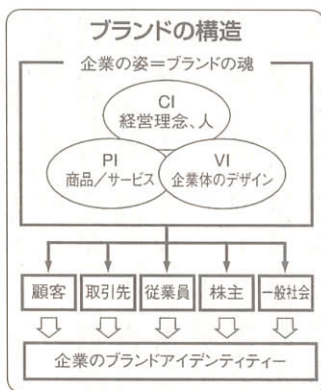 ブランドの構造
企業の姿＝ブランドの魂
CI
経営理念、人
PI
商品／サービス
VI
企業体のデザイン
顧客
取引先
従業員
株主
一般社会
企業のブランドアイデンティティー